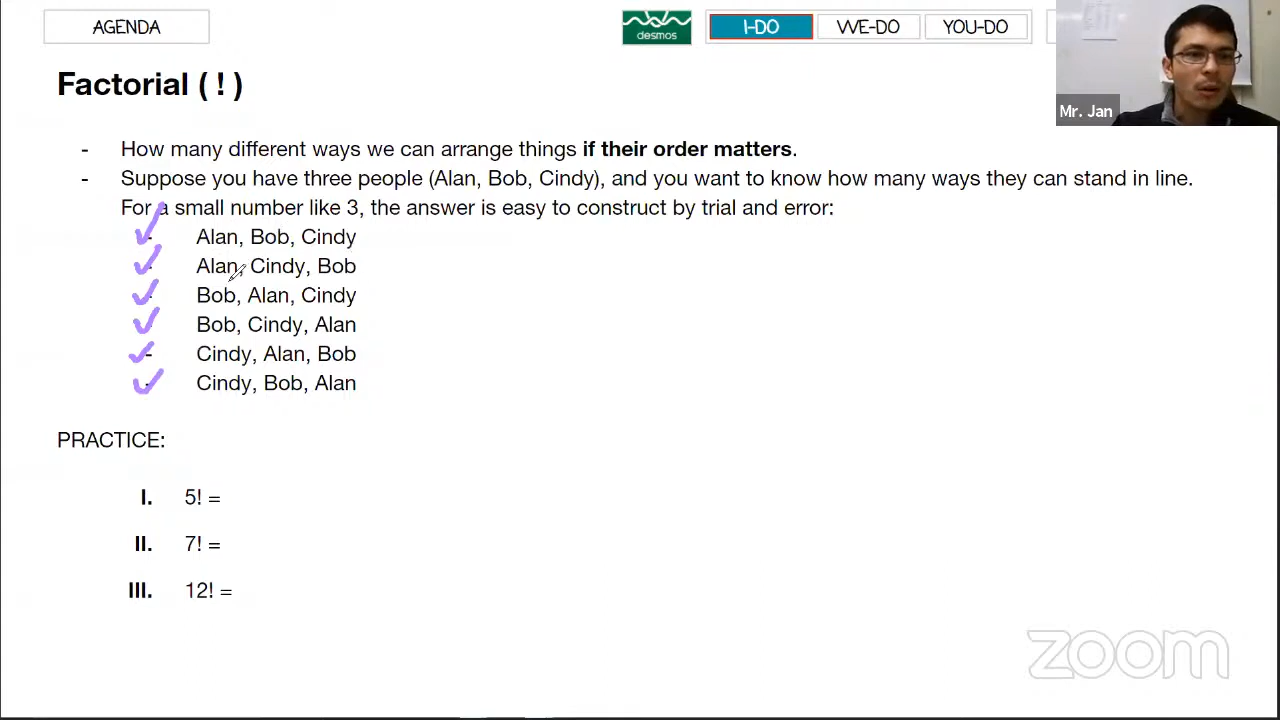 AGENDA
desmos
I-DO
WE-DO
YOU-DO
Mr. Jan
Factorial ( ! )
- How many different ways we can arrange things if their order matters.
- Suppose you have three people (Alan, Bob, Cindy), and you want to know how many ways they can stand in line.
For a small number like 3, the answer is easy to construct by trial and error:
- Alan, Bob, Cindy
- Alan, Cindy, Bob
- Bob, Alan, Cindy
- Bob, Cindy, Alan
- Cindy, Alan, Bob
- Cindy, Bob, Alan
PRACTICE:
I. 5! =
II. 7! =
III. 12! =
zoom